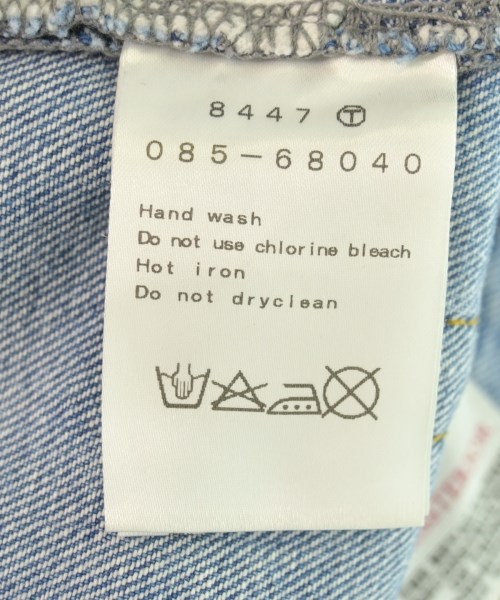 8447 Ⓣ
085-68040
Hand wash
Do not use chlorine bleach
Hot iron
Do not dryclean